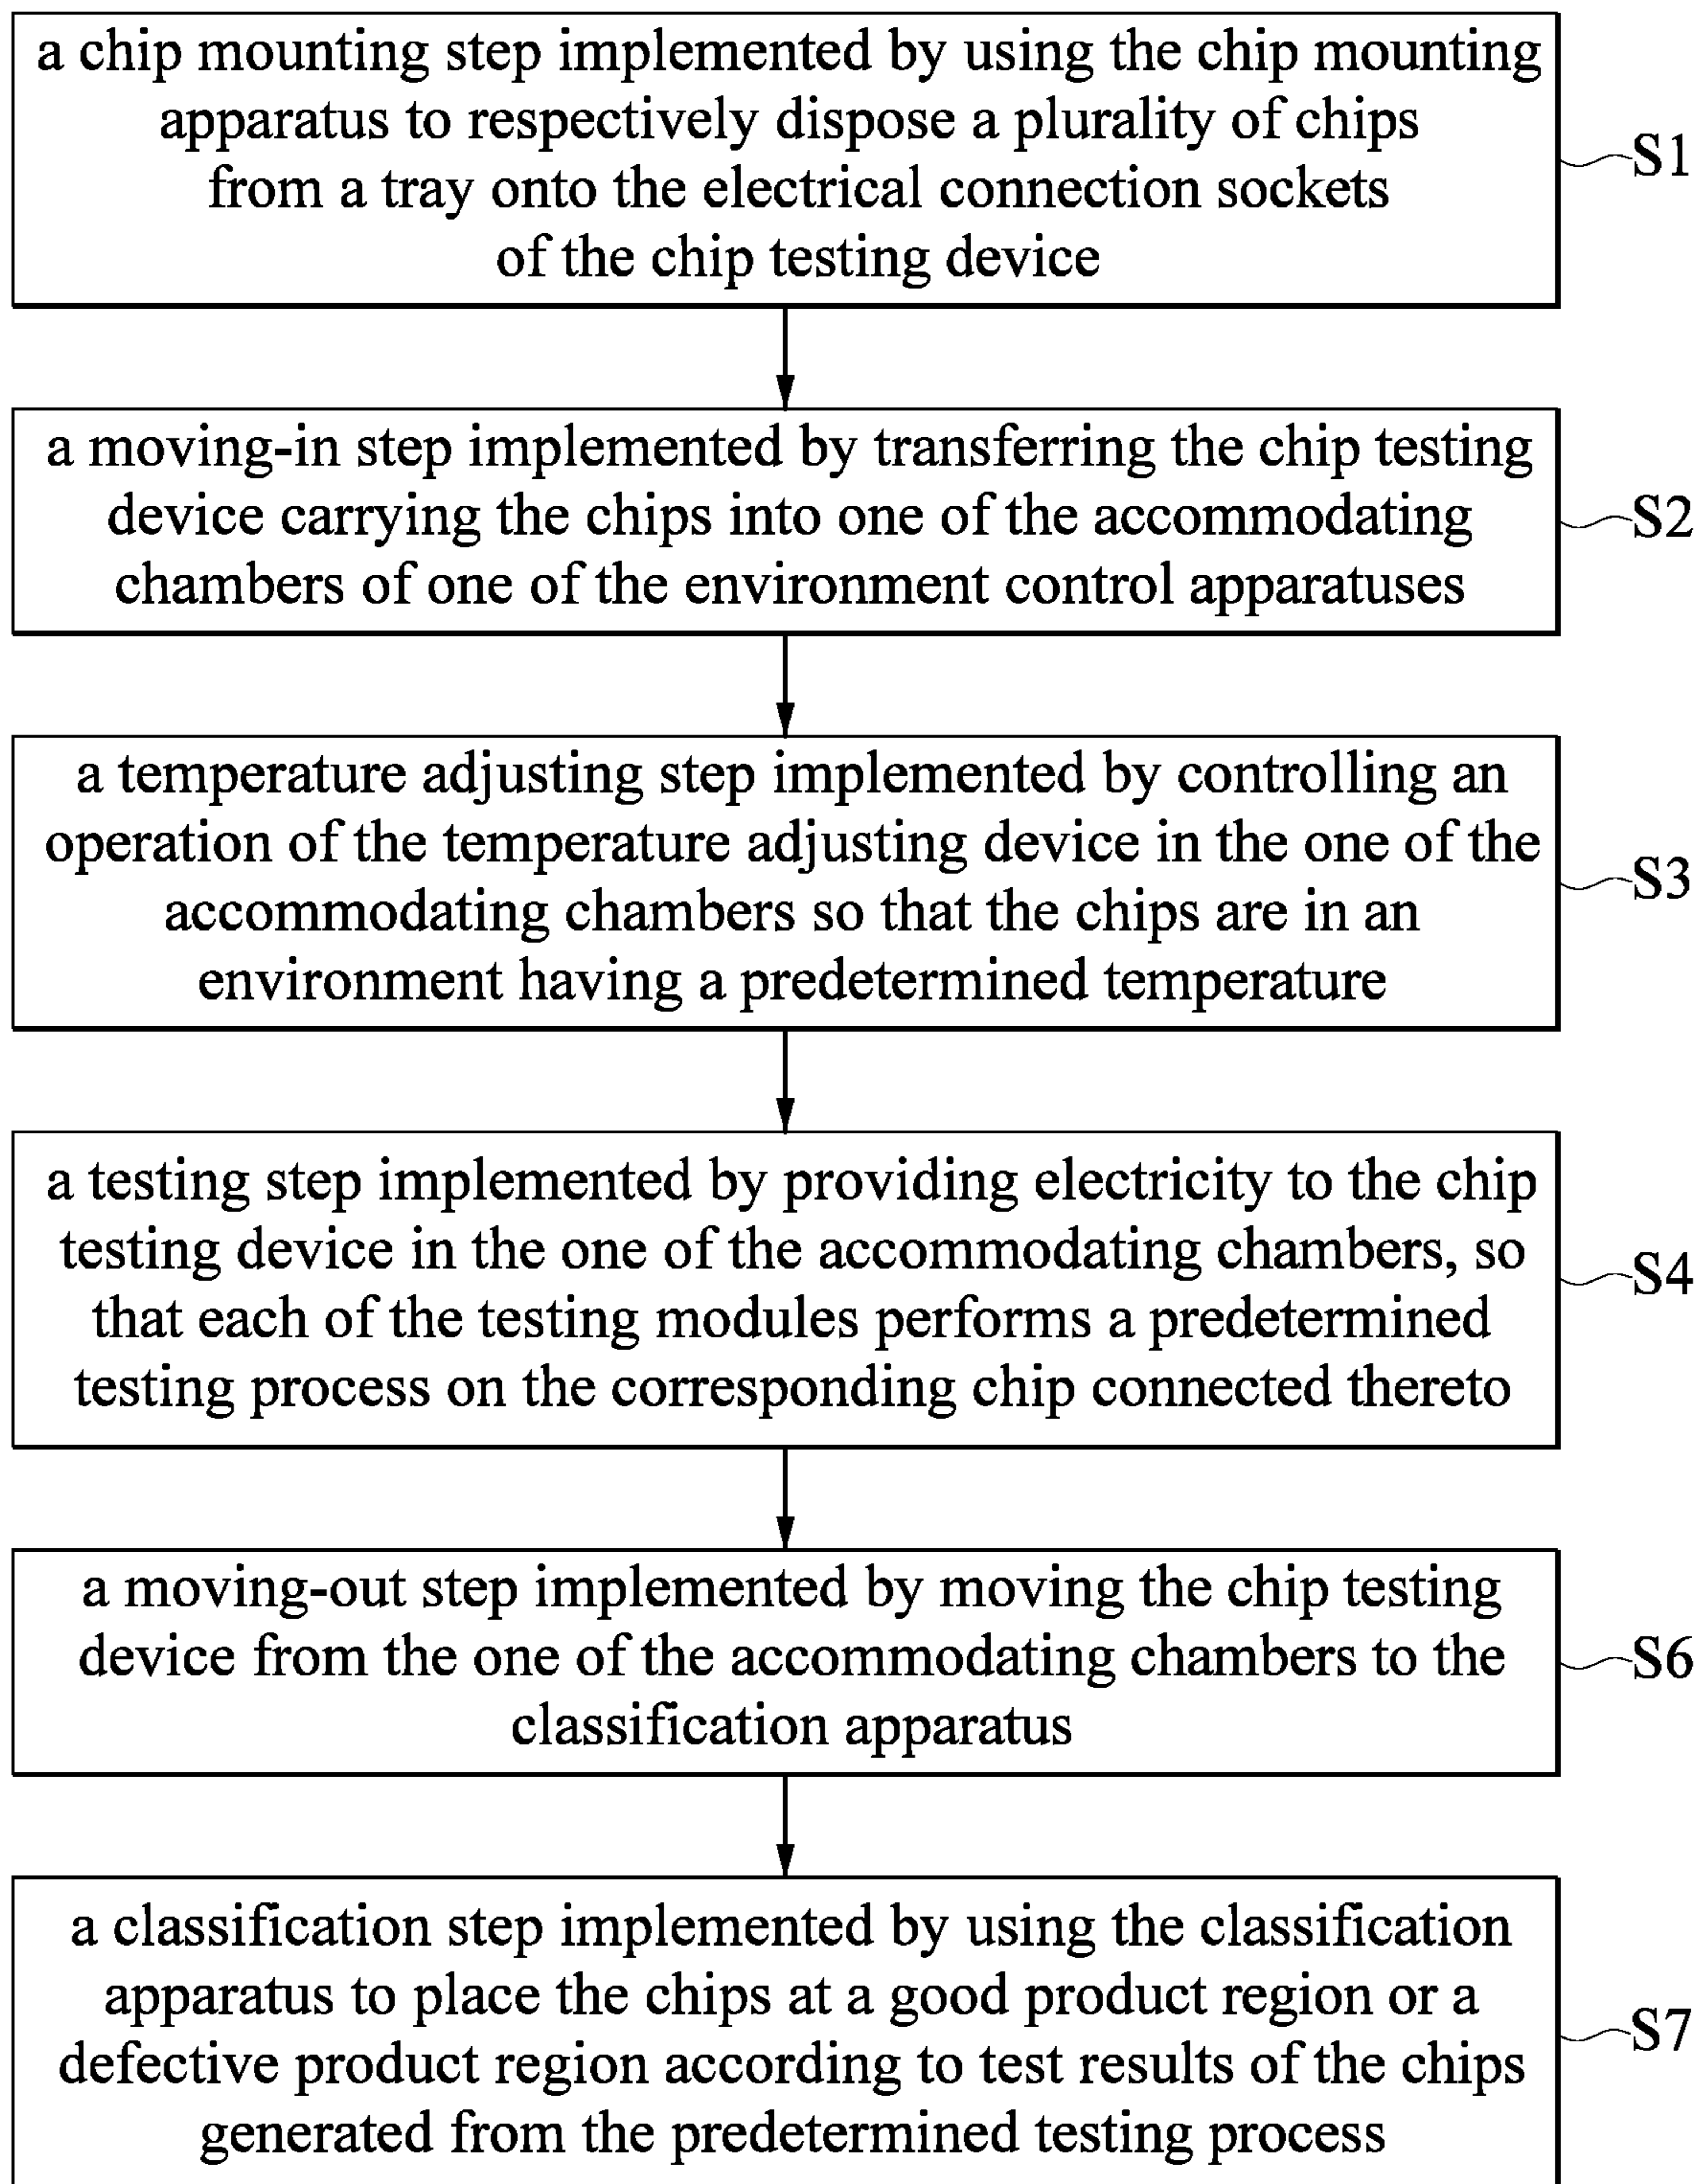 a chip mounting step implemented by using the chip mounting
apparatus to respectively dispose a plurality of chips
from a tray onto the electrical connection sockets
of the chip testing device
S1
a moving-in step implemented by transferring the chip testing
device carrying the chips into one of the accommodating
chambers of one of the environment control apparatuses
S2
a temperature adjusting step implemented by controlling an
operation of the temperature adjusting device in the one of the
accommodating chambers so that the chips are in an
environment having a predetermined temperature
S3
a testing step implemented by providing electricity to the chip
testing device in the one of the accommodating chambers, so
that each of the testing modules performs a predetermined
testing process on the corresponding chip connected thereto
S4
a moving-out step implemented by moving the chip testing
device from the one of the accommodating chambers to the
classification apparatus
S6
a classification step implemented by using the classification
apparatus to place the chips at a good product region or a
defective product region according to test results of the chips
generated from the predetermined testing process
S7